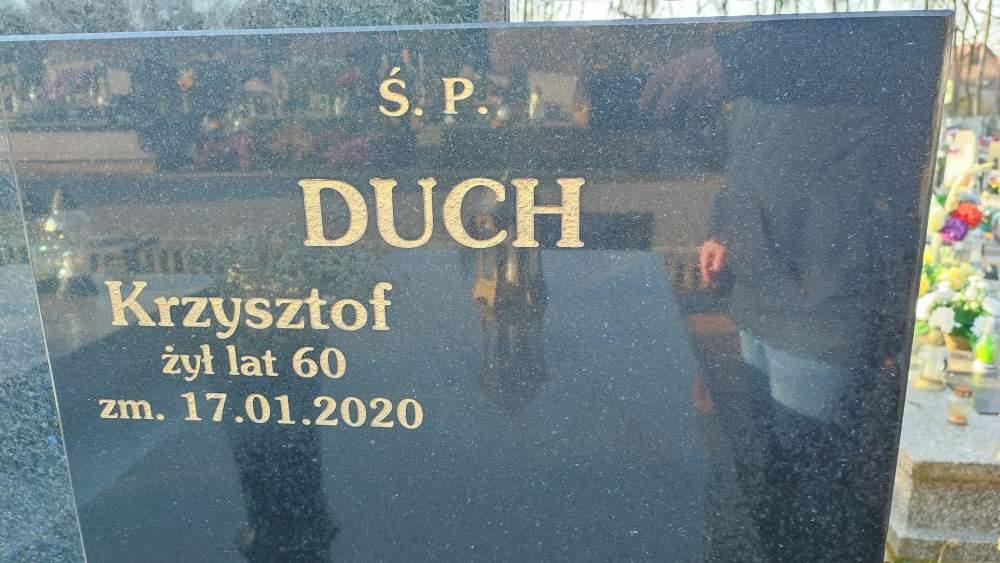 Ś. P.
DUCH
Krzysztof
żył lat 60
zm. 17.01.2020